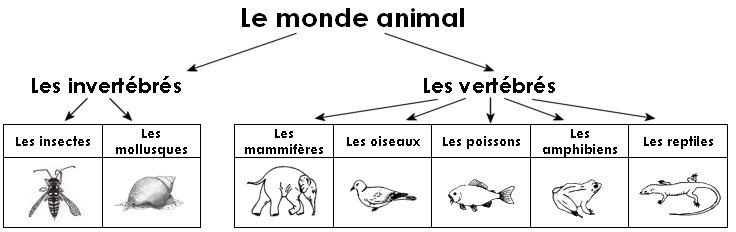 Le monde animal
Les invertébrés
Les vertébrés
Les insectes
Les
mollusques
Les
mammifères
Les oiseaux
Les poissons
Les
amphibiens
Les reptiles